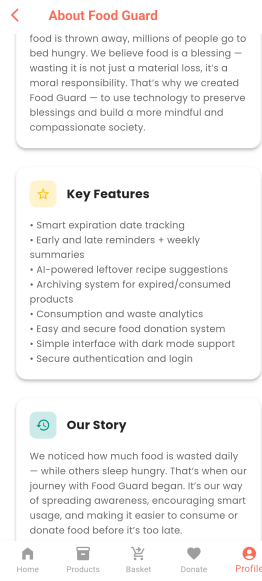 About Food Guard
food is thrown away, millions of people go to
bed hungry. We believe food is a blessing —
wasting it is not just a material loss, it's a
moral responsibility. That's why we created
Food Guard — to use technology to preserve
blessings and build a more mindful and
compassionate society.
Key Features
• Smart expiration date tracking
• Early and late reminders + weekly
summaries
• AI-powered leftover recipe suggestions
• Archiving system for expired/consumed
products
• Consumption and waste analytics
• Easy and secure food donation system
• Simple interface with dark mode support
• Secure authentication and login
Our Story
We noticed how much food is wasted daily
— while others sleep hungry. That's when our
journey with Food Guard began. It's our way
of spreading awareness, encouraging smart
usage, and making it easier to consume or
donate food before it's too late.
Home Products Basket Donate Profile